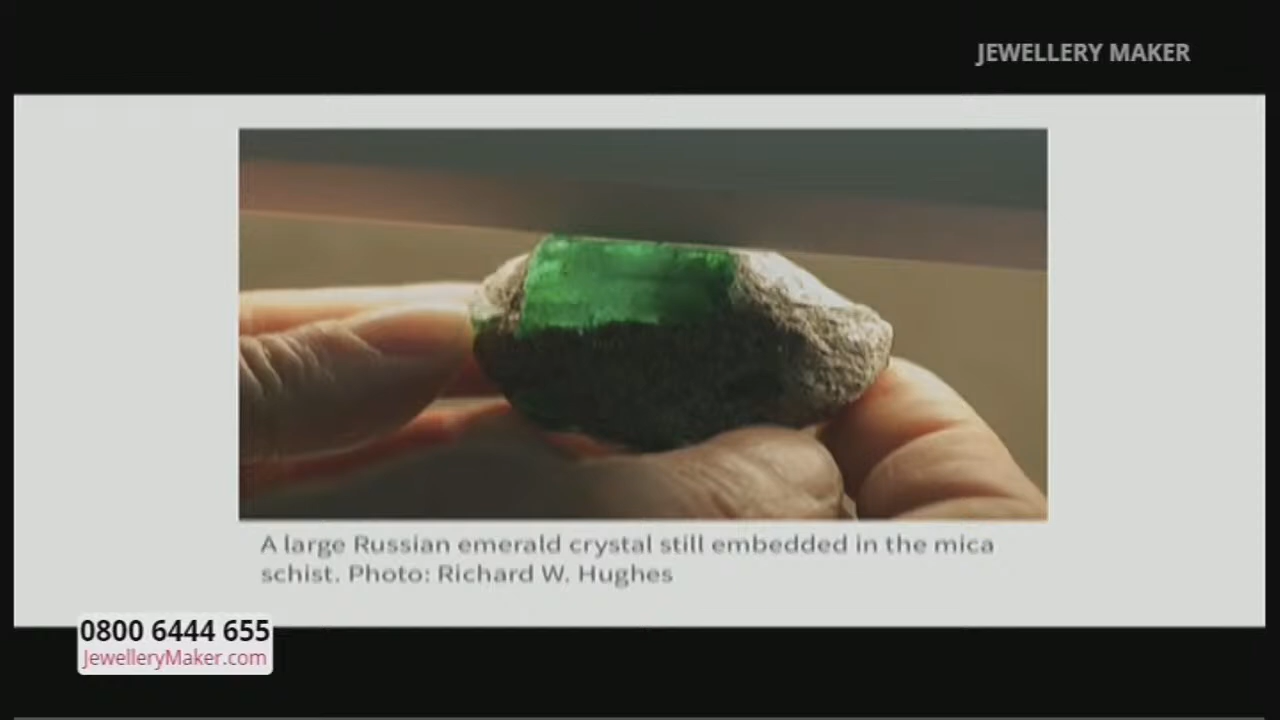 JEWELLERY MAKER
A large Russian emerald crystal still embedded in the mica
schist. Photo: Richard W. Hughes
0800 6444 655
JewelleryMaker.com